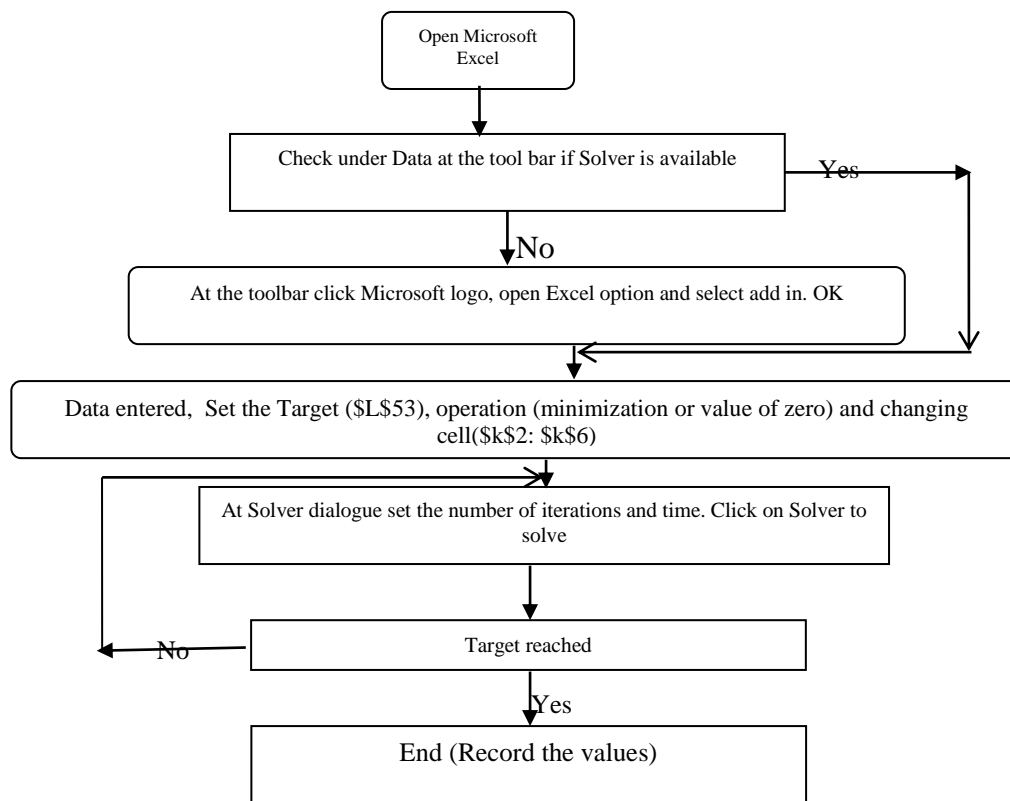 Open Microsoft
Excel
Check under Data at the tool bar if Solver is available
Yes
No
At the toolbar click Microsoft logo, open Excel option and select add in. OK
Data entered,  Set the Target ($L$53), operation (minimization or value of zero) and changing
cell($k$2: $k$6)
At Solver dialogue set the number of iterations and time. Click on Solver to
solve
Target reached
No
Yes
End (Record the values)